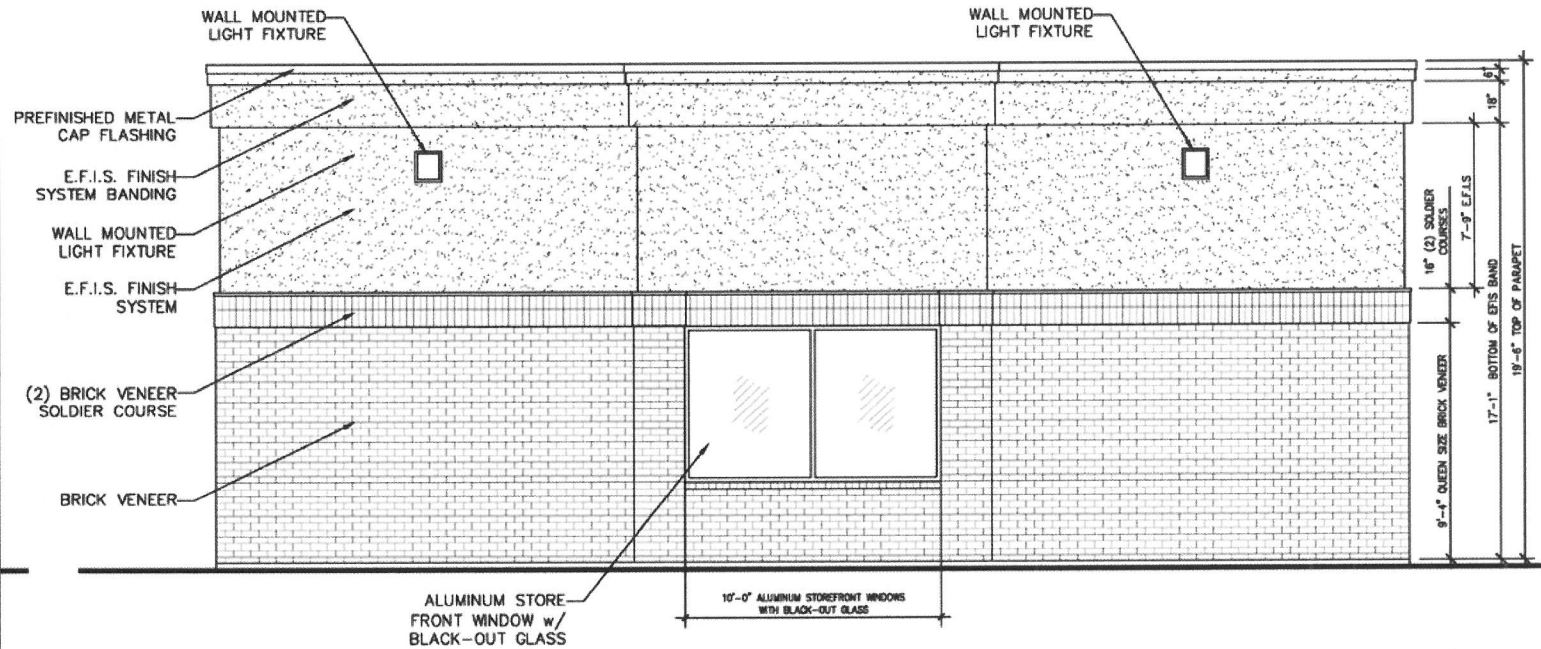 WALL MOUNTED
LIGHT FIXTURE
WALL MOUNTED
LIGHT FIXTURE
PREFINISHED METAL
CAP FLASHING
E.F.I.S. FINISH
SYSTEM BANDING
WALL MOUNTED
LIGHT FIXTURE
E.F.I.S. FINISH
SYSTEM
(2) BRICK VENEER
SOLDIER COURSE
BRICK VENEER
ALUMINUM STORE
FRONT WINDOW w/
BLACK-OUT GLASS
10'-0" ALUMINUM STOREFRONT WINDOWS
WITH BLACK-OUT GLASS
6"
18"
16" (2) SOLDIER
COURSES
7'-9" E.F.I.S
9'-4" QUEEN SIZE BRICK VENEER
17'-1" BOTTOM OF EFIS BAND
19'-6" TOP OF PARAPET